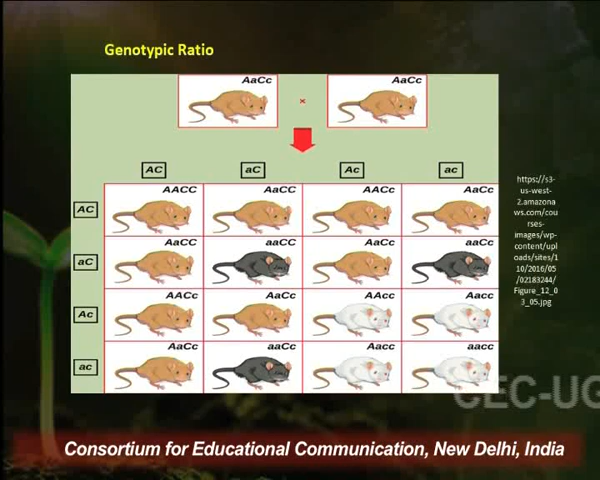 Genotypic Ratio
AaCc AaCc
×
AC aC Ac ac
AACC AaCC AACc AaCc
AC
AaCC aaCC AaCc aaCc
aC
AACc AaCc AAcc Aacc
Ac
AaCc aaCc Aacc aacc
ac
https://s3-
us-west-
2.amazona
ws.com/cou
rses-
images/wp-
content/upl
oads/sites/1
10/2016/05
/02183244/
Figure_12_0
3_05.jpg
CEC-UG
Consortium for Educational Communication, New Delhi, India